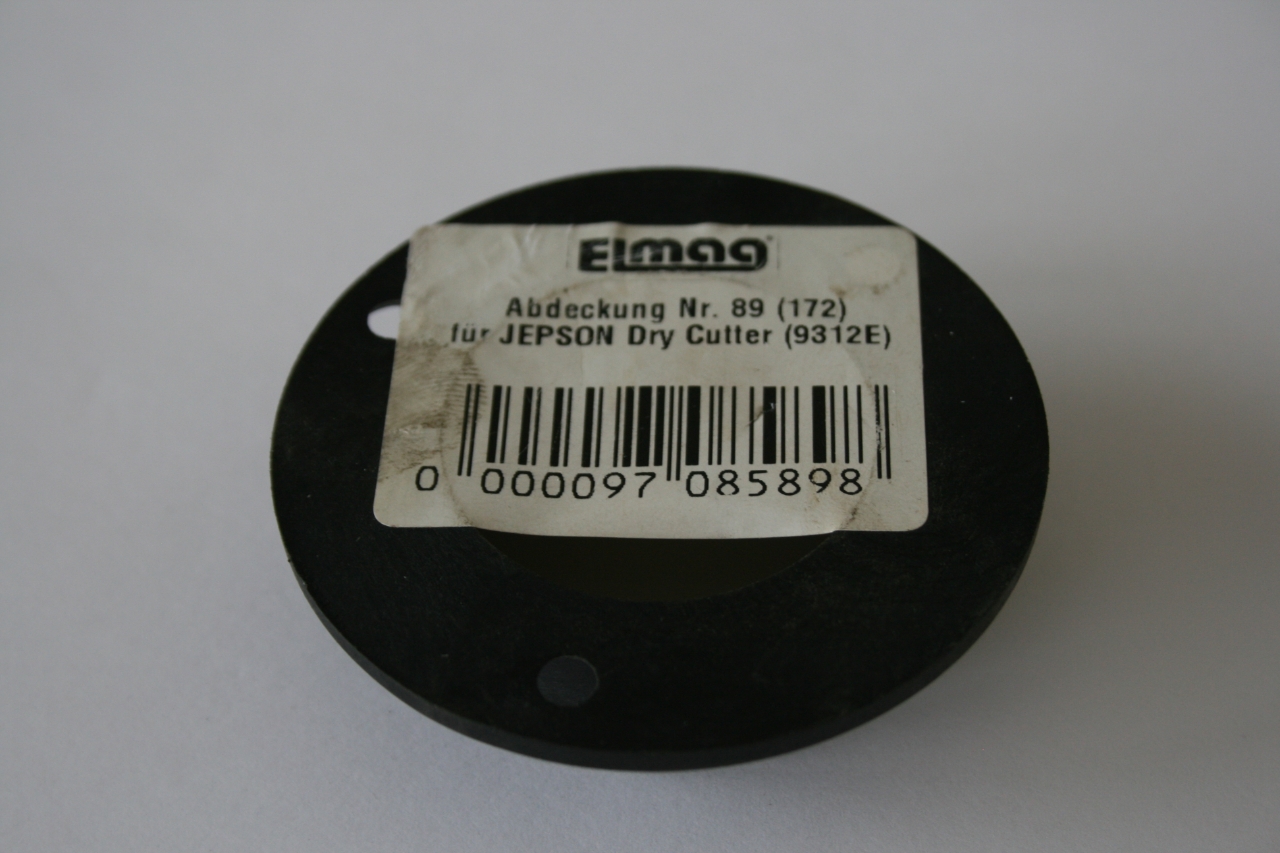 ELmag
Abdeckung Nr. 89 (172)
für JEPSON Dry Cutter (9312E)
0 000097 085898